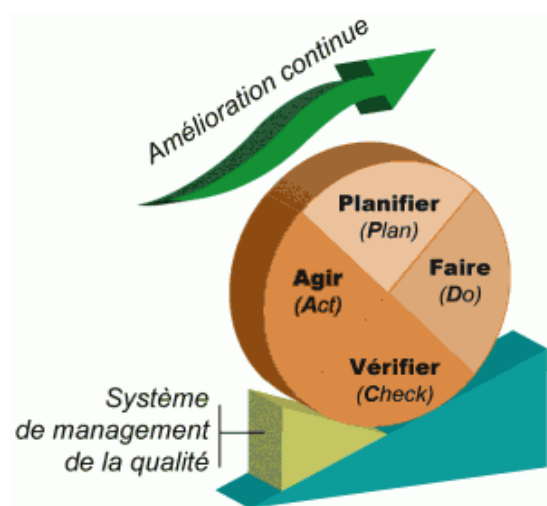 Amélioration continue
Planifier
(Plan)
Faire
(Do)
Agir
(Act)
Vérifier
(Check)
Système
de management
de la qualité